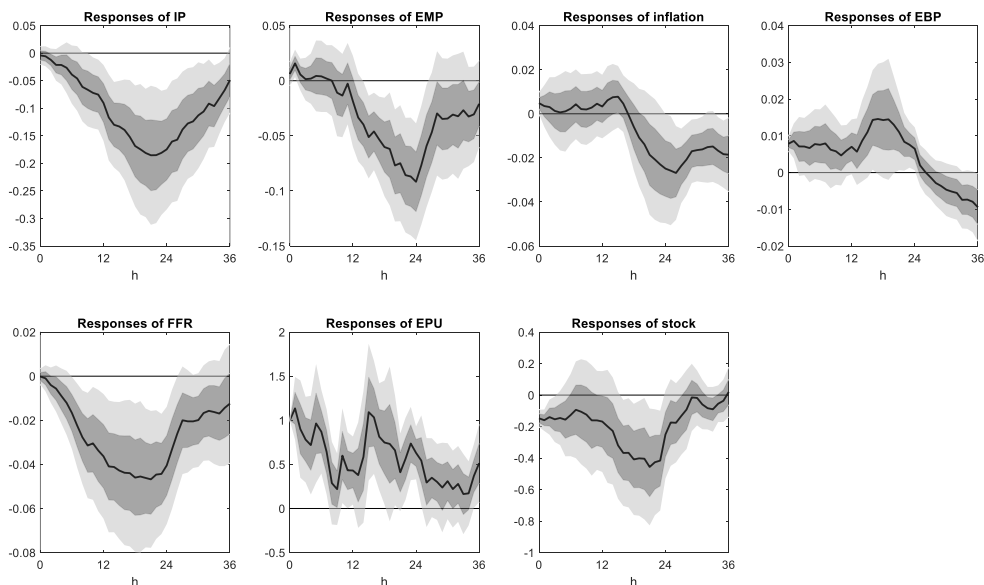 Responses of IP
0.05
0
-0.05
-0.1
-0.15
-0.2
-0.25
-0.3
-0.35
0 12 24 36
h
Responses of EMP
0.05
0
-0.05
-0.1
-0.15
0 12 24 36
h
Responses of inflation
0.04
0.02
0
-0.02
-0.04
-0.06
0 12 24 36
h
Responses of EBP
0.04
0.03
0.02
0.01
0
-0.01
-0.02
0 12 24 36
h
Responses of FFR
0.02
0
-0.02
-0.04
-0.06
-0.08
0 12 24 36
h
Responses of EPU
2
1.5
1
0.5
0
-0.5
0 12 24 36
h
Responses of stock
0.4
0.2
0
-0.2
-0.4
-0.6
-0.8
-1
0 12 24 36
h